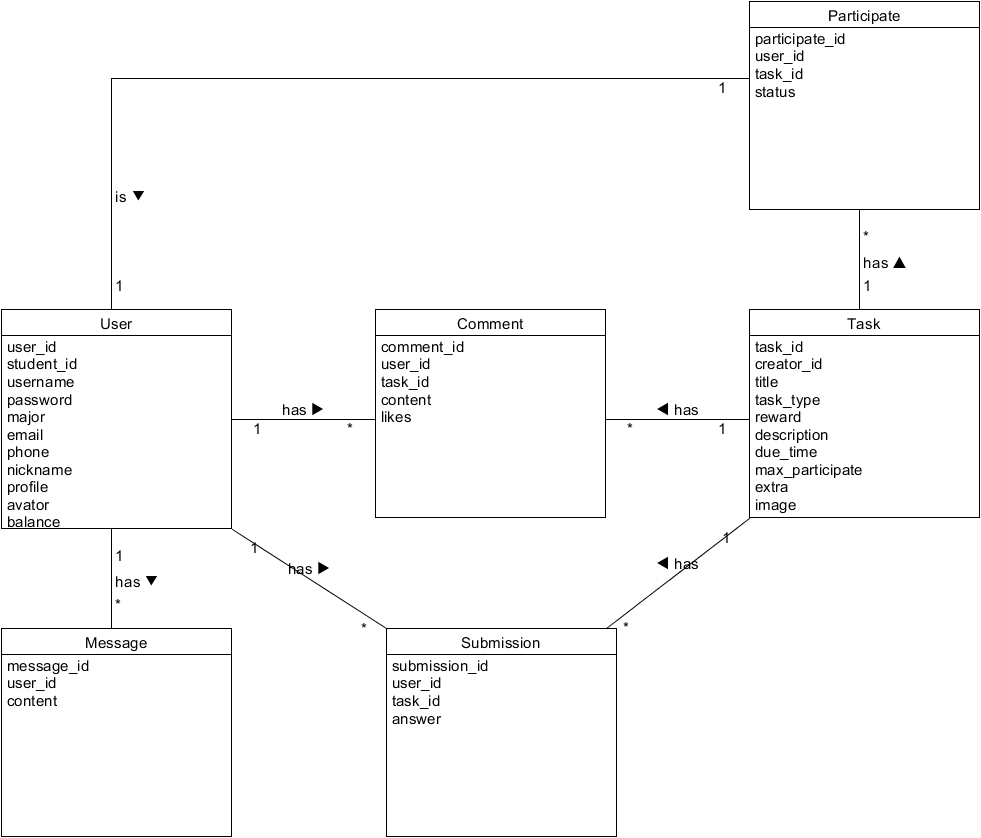 Participate
participate_id
user_id
task_id
status
1
is ▼
1
*
has ▲
1
User
user_id
student_id
username
password
major
email
phone
nickname
profile
avator
balance
has ►
1
*
Comment
comment_id
user_id
task_id
content
likes
◄ has
*
1
Task
task_id
creator_id
title
task_type
reward
description
due_time
max_participate
extra
image
1
has ▼
*
1
has ►
*
1
◄ has
*
Message
message_id
user_id
content
Submission
submission_id
user_id
task_id
answer